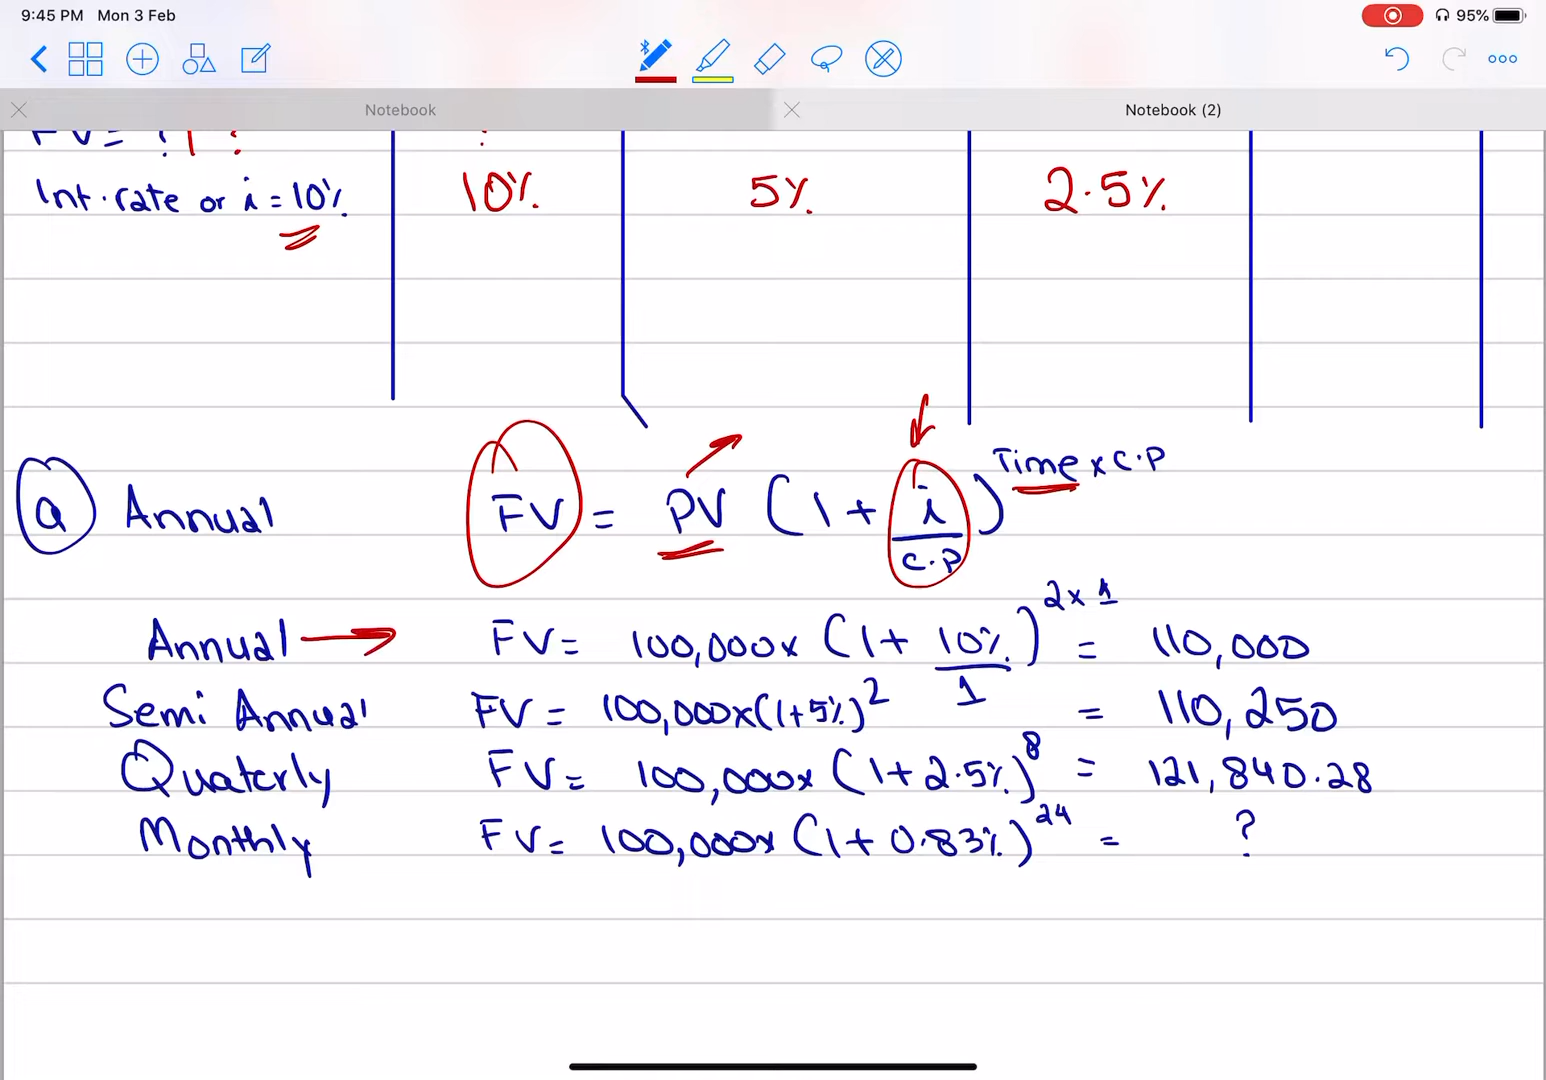 9:45 PM Mon 3 Feb 95%
Notebook Notebook (2)
FV = ? ? ?
Int. rate or i = 10% 10% 5% 2.5%
a Annual FV = PV (1 + i/c.p)^Time x c.p
Annual → FV = 100,000x (1 + 10%/1)^2x1 = 110,000
Semi Annual FV = 100,000x(1+5%)^2 = 110,250
Quaterly FV = 100,000x (1+2.5%)^8 = 121,840.28
Monthly FV = 100,000x (1+0.83%)^24 = ?